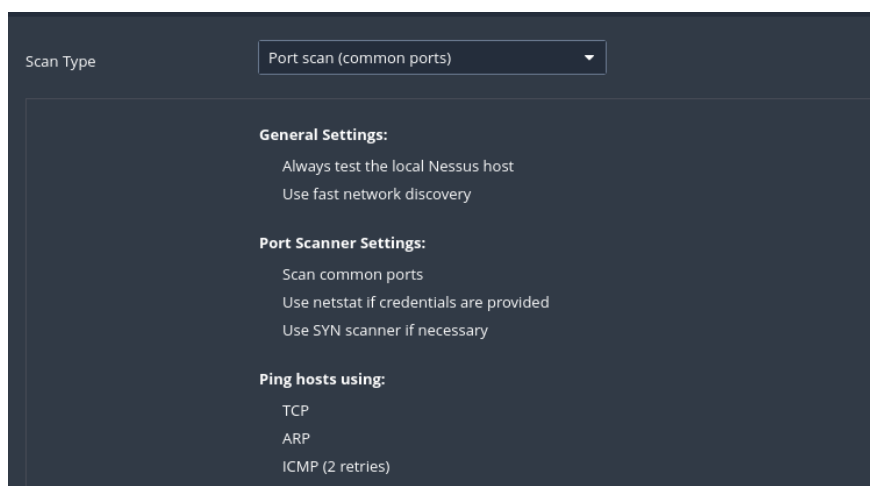 Scan Type
Port scan (common ports)
General Settings:
Always test the local Nessus host
Use fast network discovery
Port Scanner Settings:
Scan common ports
Use netstat if credentials are provided
Use SYN scanner if necessary
Ping hosts using:
TCP
ARP
ICMP (2 retries)